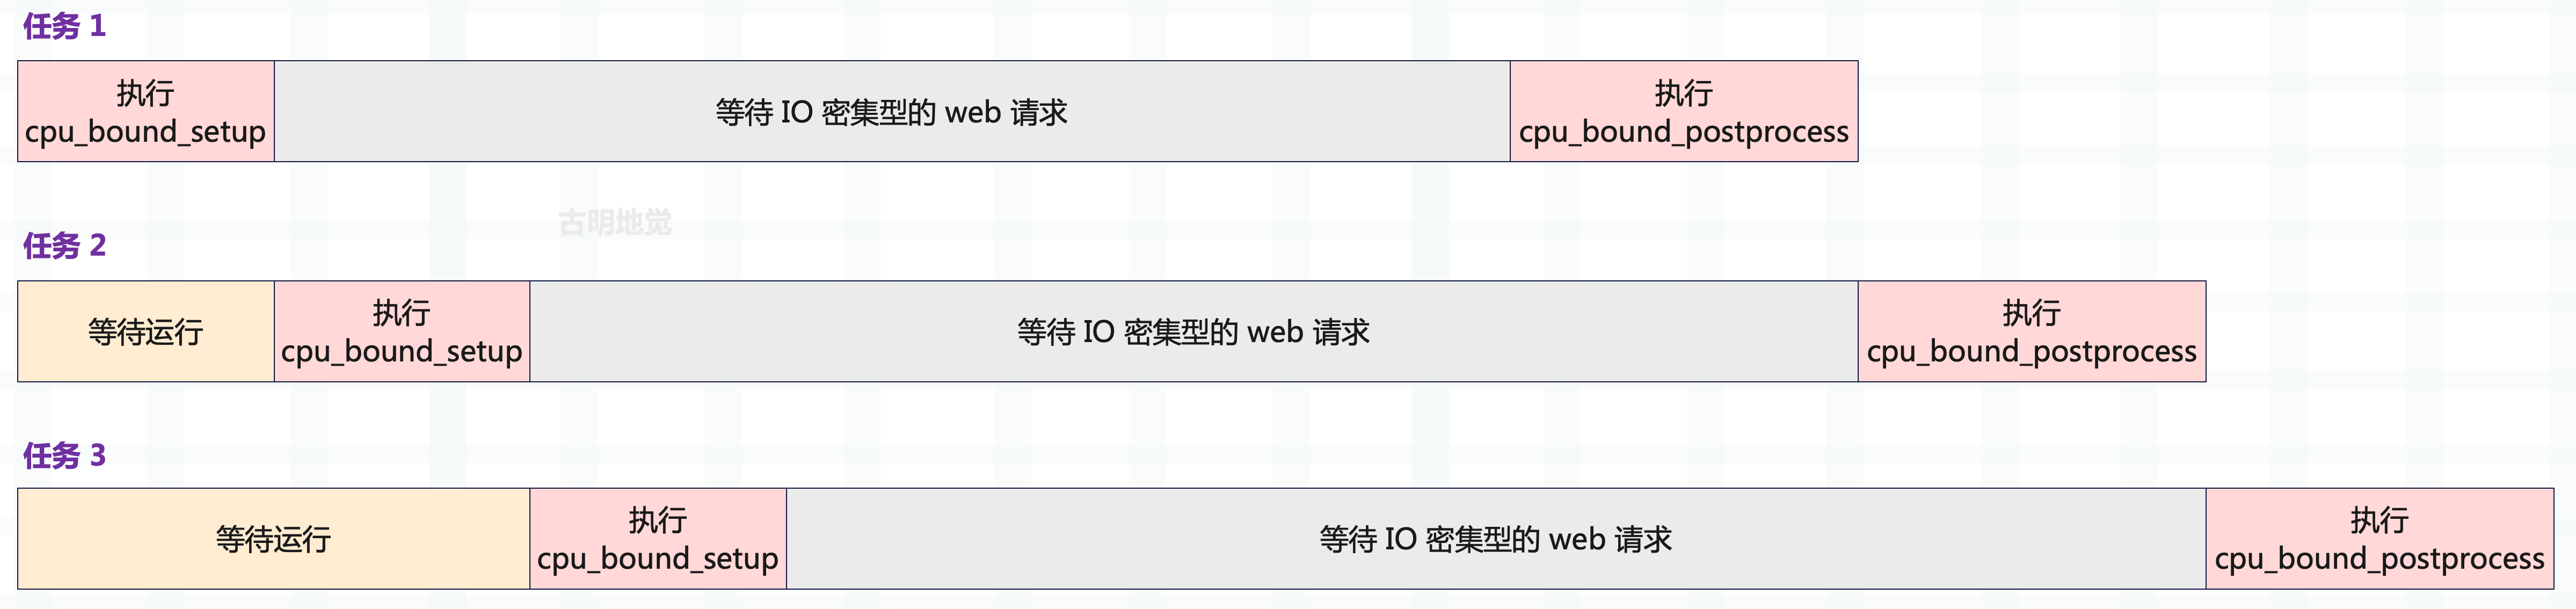 任务 1
执行
cpu_bound_setup
等待 IO 密集型的 web 请求
执行
cpu_bound_postprocess
古明地觉
任务 2
等待运行
执行
cpu_bound_setup
等待 IO 密集型的 web 请求
执行
cpu_bound_postprocess
任务 3
等待运行
执行
cpu_bound_setup
等待 IO 密集型的 web 请求
执行
cpu_bound_postprocess